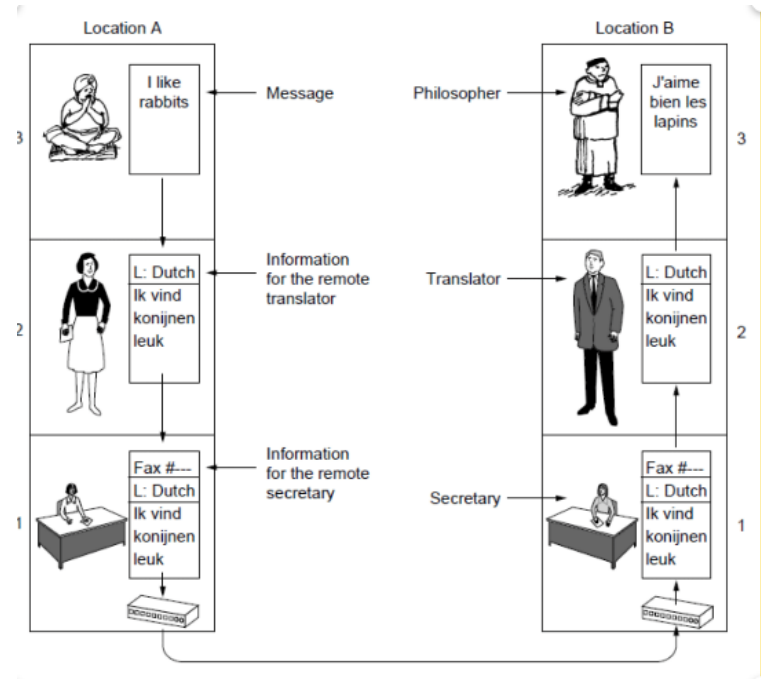 Location A
Location B
I like
rabbits
Message
Philosopher
J'aime
bien les
lapins
3
3
L: Dutch
Ik vind
konijnen
leuk
Information
for the remote
translator
Translator
L: Dutch
Ik vind
konijnen
leuk
2
2
Fax #---
L: Dutch
Ik vind
konijnen
leuk
Information
for the remote
secretary
Secretary
Fax #---
L: Dutch
Ik vind
konijnen
leuk
1
1